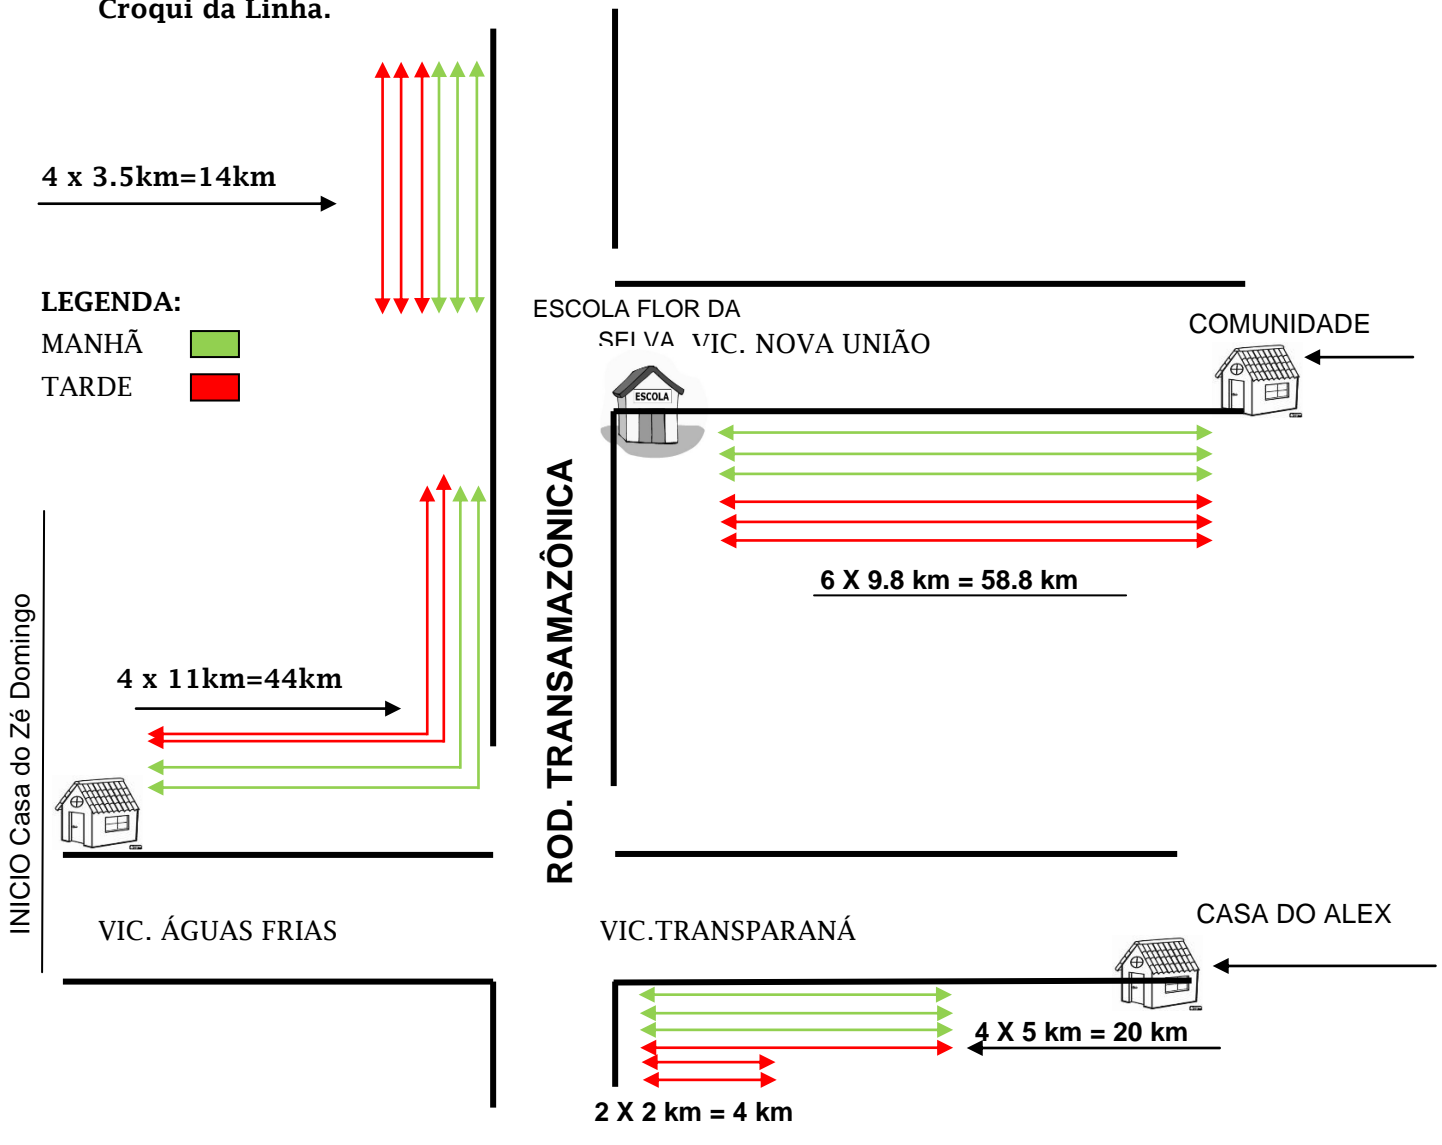 Croqui da Linha.
4 x 3.5km=14km
LEGENDA:
MANHÃ
TARDE
ESCOLA FLOR DA
SELVA
VIC. NOVA UNIÃO
COMUNIDADE
ESCOLA
6 X 9.8 km = 58.8 km
ROD. TRANSAMAZÔNICA
INICIO Casa do Zé Domingo
4 x 11km=44km
VIC. ÁGUAS FRIAS
VIC.TRANSPARANÁ
CASA DO ALEX
4 X 5 km = 20 km
2 X 2 km = 4 km